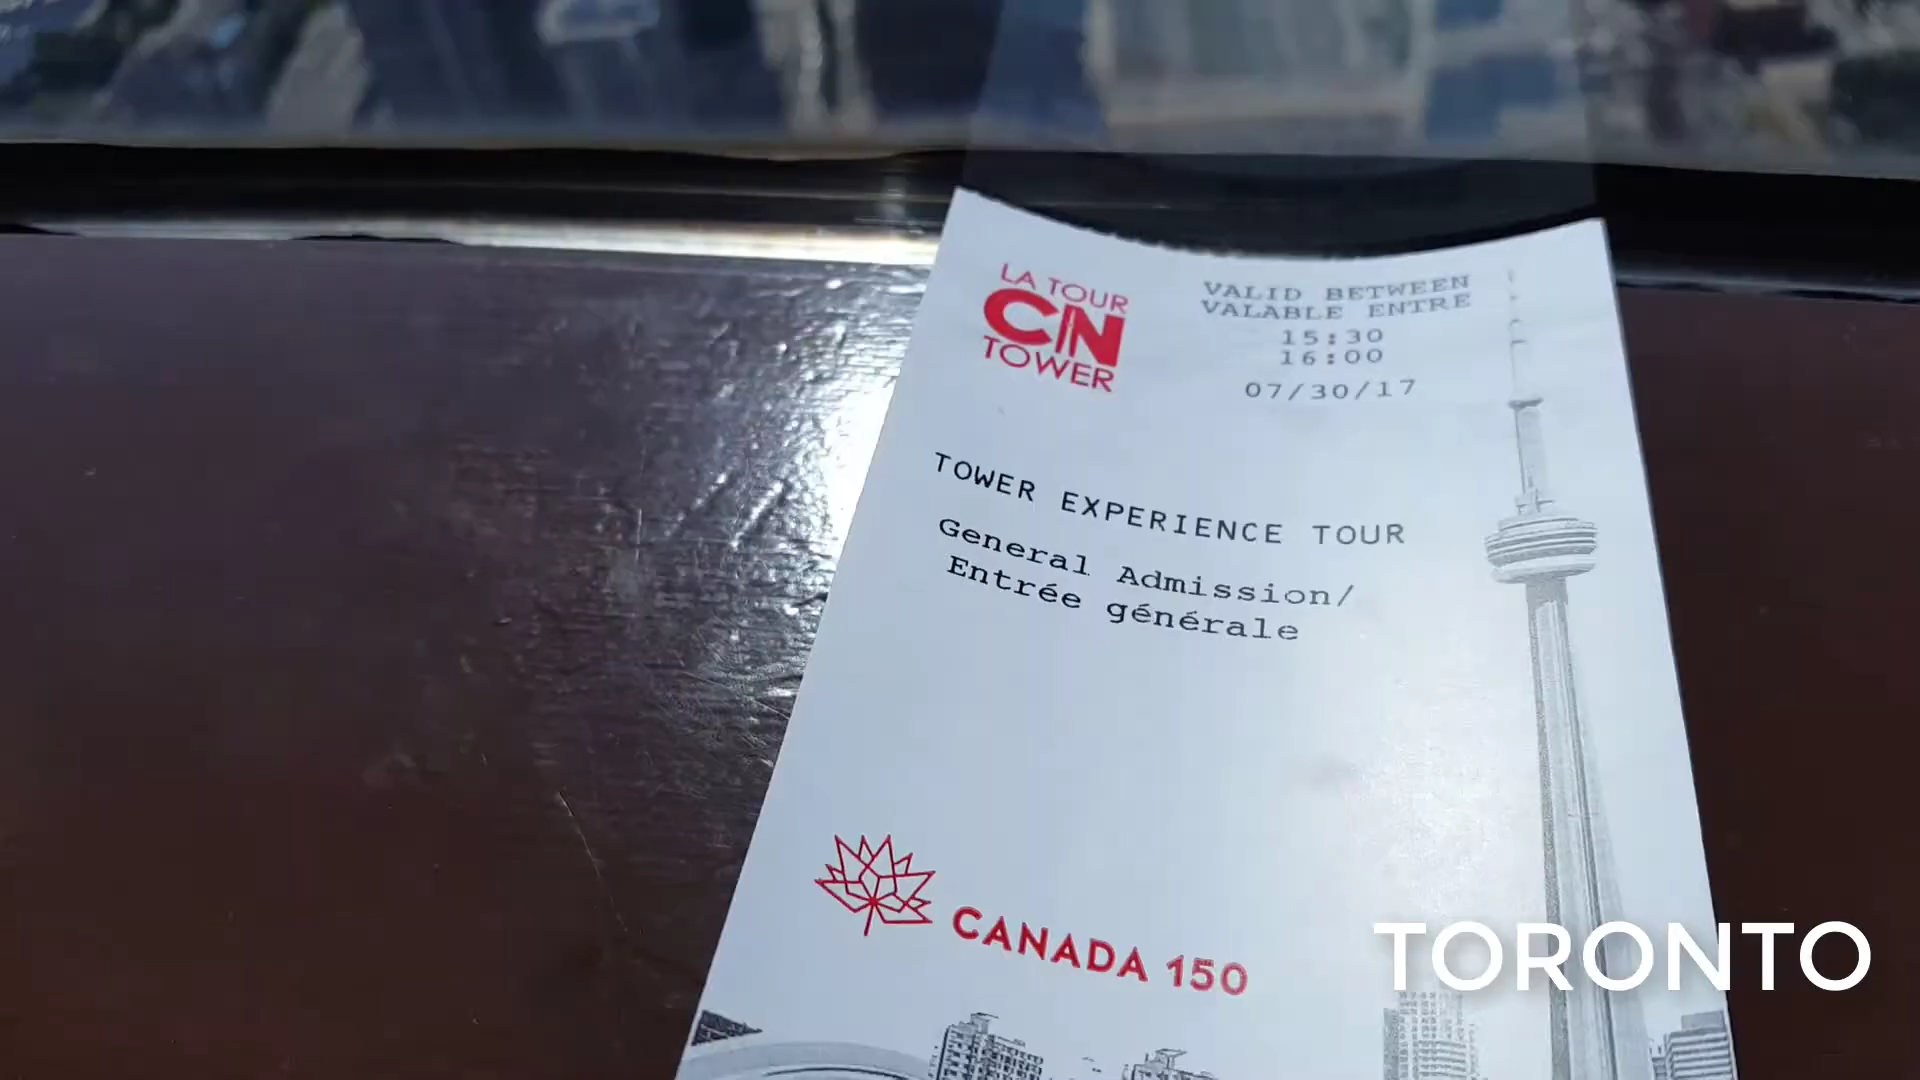 LA TOUR
CN
TOWER
VALID BETWEEN
VALABLE ENTRE
15:30
16:00
07/30/17
TOWER EXPERIENCE TOUR
General Admission/
Entrée générale
CANADA 150
TORONTO